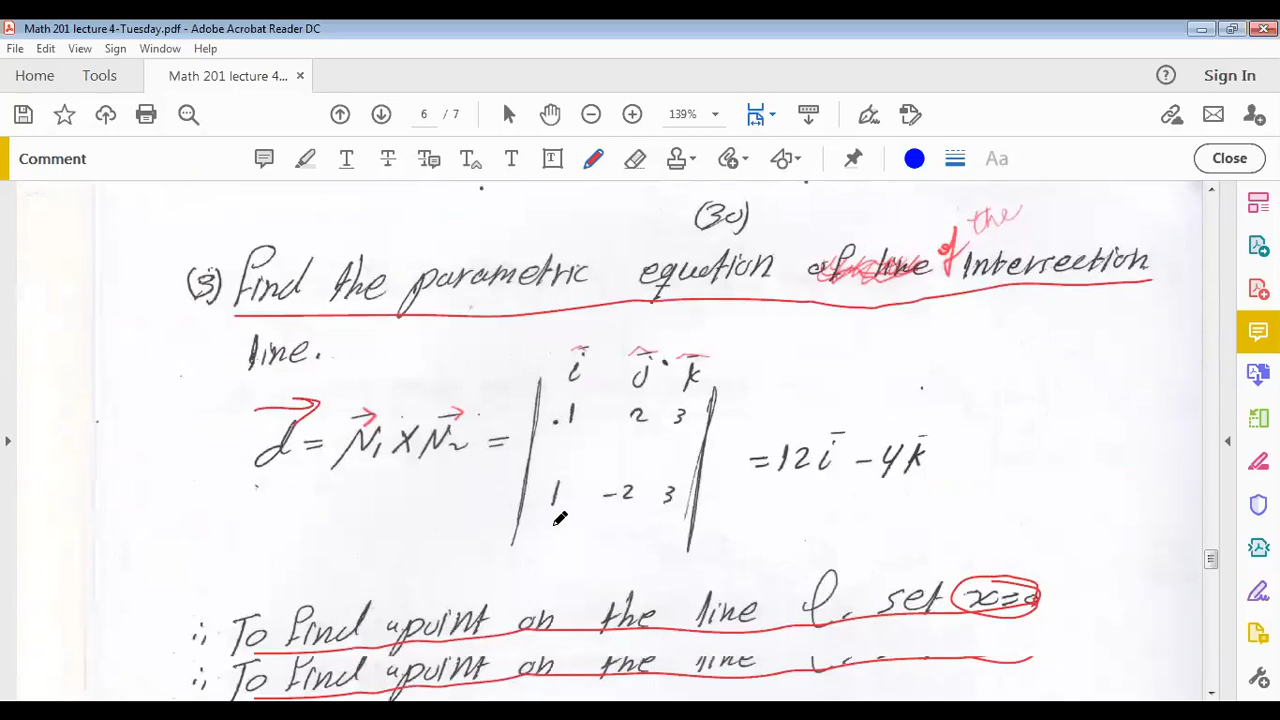 Math 201 lecture 4-Tuesday.pdf - Adobe Acrobat Reader DC
File Edit View Sign Window Help
Home Tools Math 201 lecture 4... × Sign In
6 / 7 139%
Comment Aa Close
(30)
(3) Find the parametric equation of line of the Intersection
line.
i j k
d = N1 X N2 = | 1 2 3 | = 12i - 4k
1 -2 3
∴ To find a point on the line l. set x=0
∴ To find a point on the line